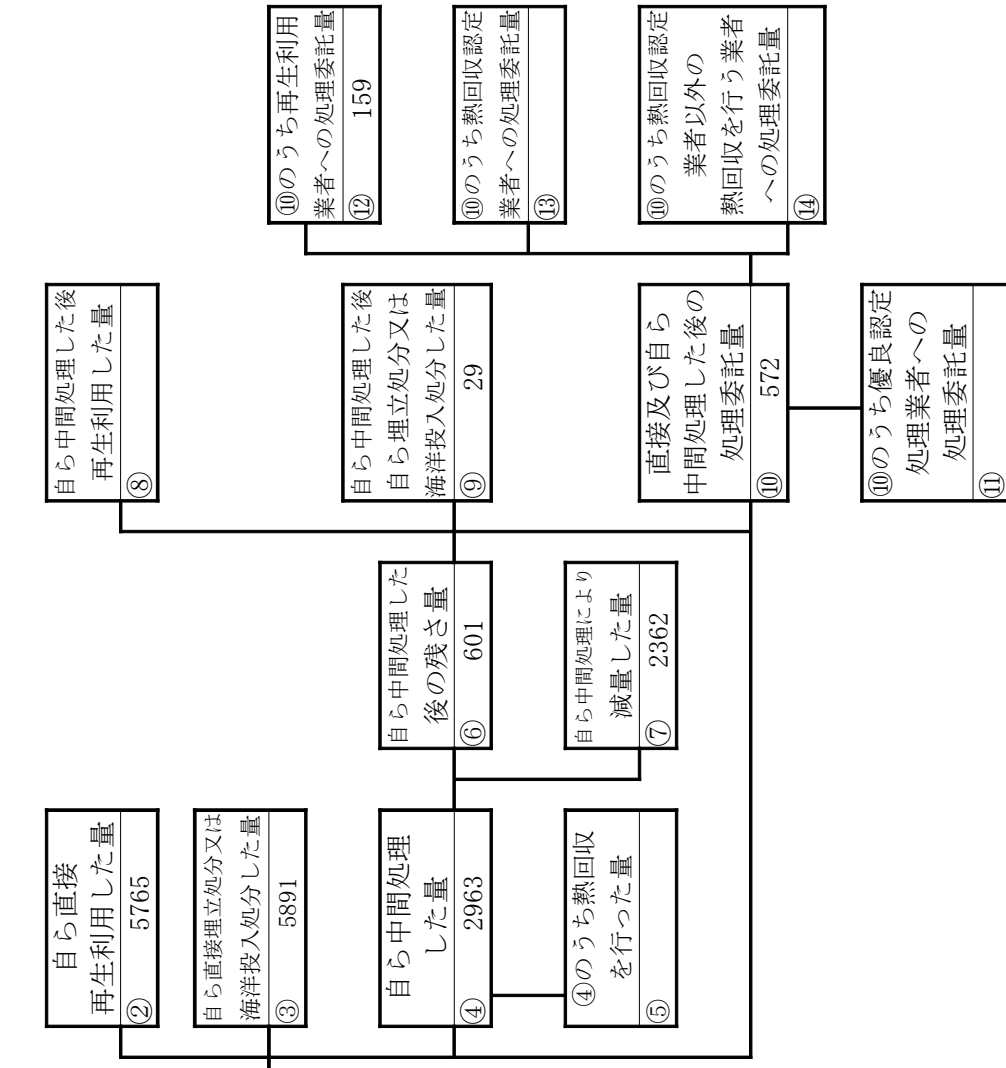 自ら直接
再生利用した量
② 5765
自ら直接埋立処分又は
海洋投入処分した量
③ 5891
自ら中間処理
した量
④ 2963
④のうち熱回収
を行った量
⑤
自ら中間処理した
後の残さ量
⑥ 601
自ら中間処理により
減量した量
⑦ 2362
自ら中間処理した後
再生利用した量
⑧
自ら中間処理した後
自ら埋立処分又は
海洋投入処分した量
⑨ 29
直接及び自ら
中間処理した後の
処理委託量
⑩ 572
⑩のうち優良認定
処理業者への
処理委託量
⑪
⑩のうち再生利用
業者への処理委託量
⑫ 159
⑩のうち熱回収認定
業者への処理委託量
⑬
⑩のうち熱回収認定
業者以外の
熱回収を行う業者
への処理委託量
⑭